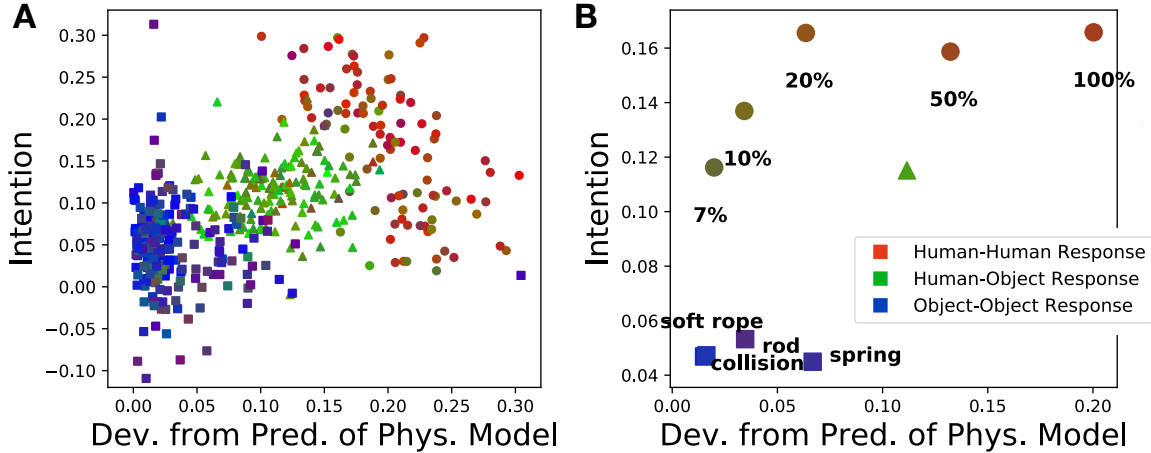 A
Intention
0.30
0.25
0.20
0.15
0.10
0.05
0.00
−0.05
−0.10
0.00 0.05 0.10 0.15 0.20 0.25 0.30
Dev. from Pred. of Phys. Model
B
Intention
0.16
0.14
0.12
0.10
0.08
0.06
0.04
20%
50%
100%
10%
7%
Human-Human Response
Human-Object Response
Object-Object Response
soft rope
rod
collision
spring
0.00 0.05 0.10 0.15 0.20
Dev. from Pred. of Phys. Model